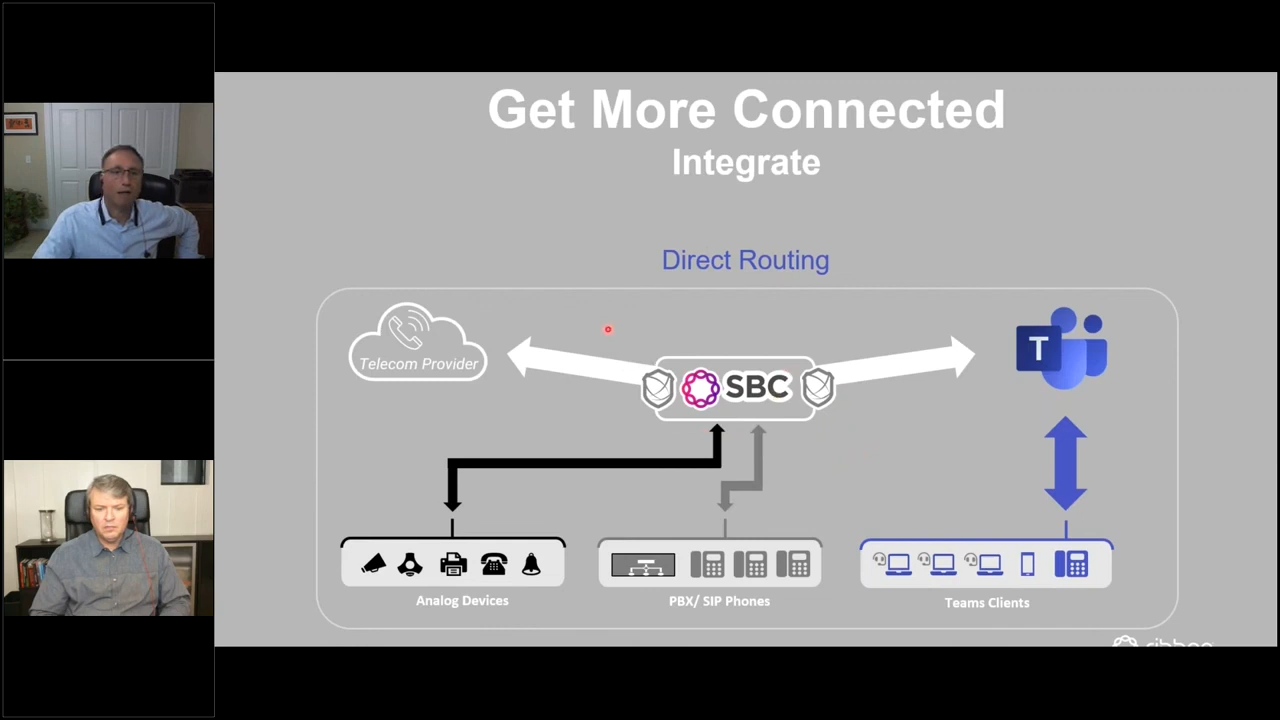 Get More Connected
Integrate
Direct Routing
Telecom Provider
SBC
T
Analog Devices
PBX/ SIP Phones
Teams Clients